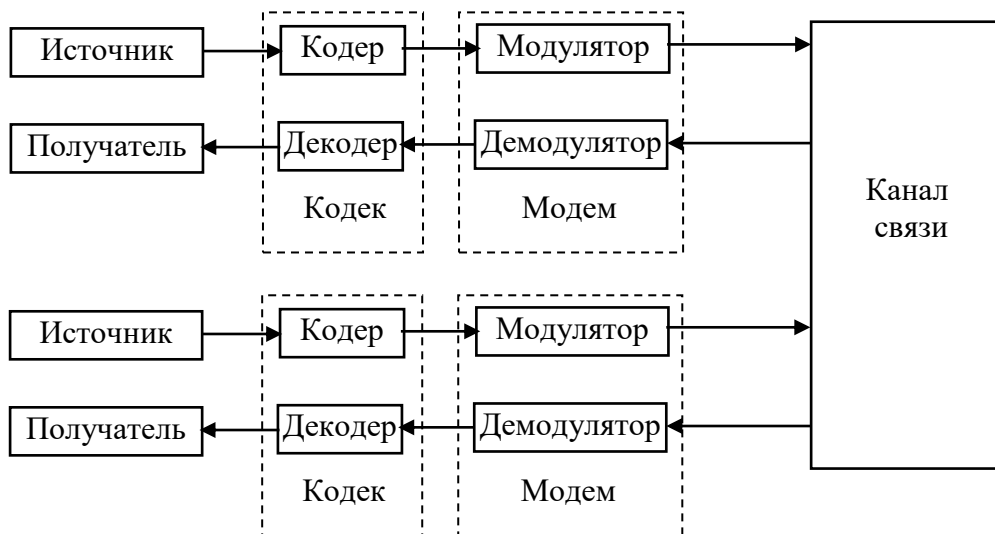 Источник
Кодер
Модулятор
Получатель
Декодер
Демодулятор
Кодек
Модем
Канал
связи
Источник
Кодер
Модулятор
Получатель
Декодер
Демодулятор
Кодек
Модем